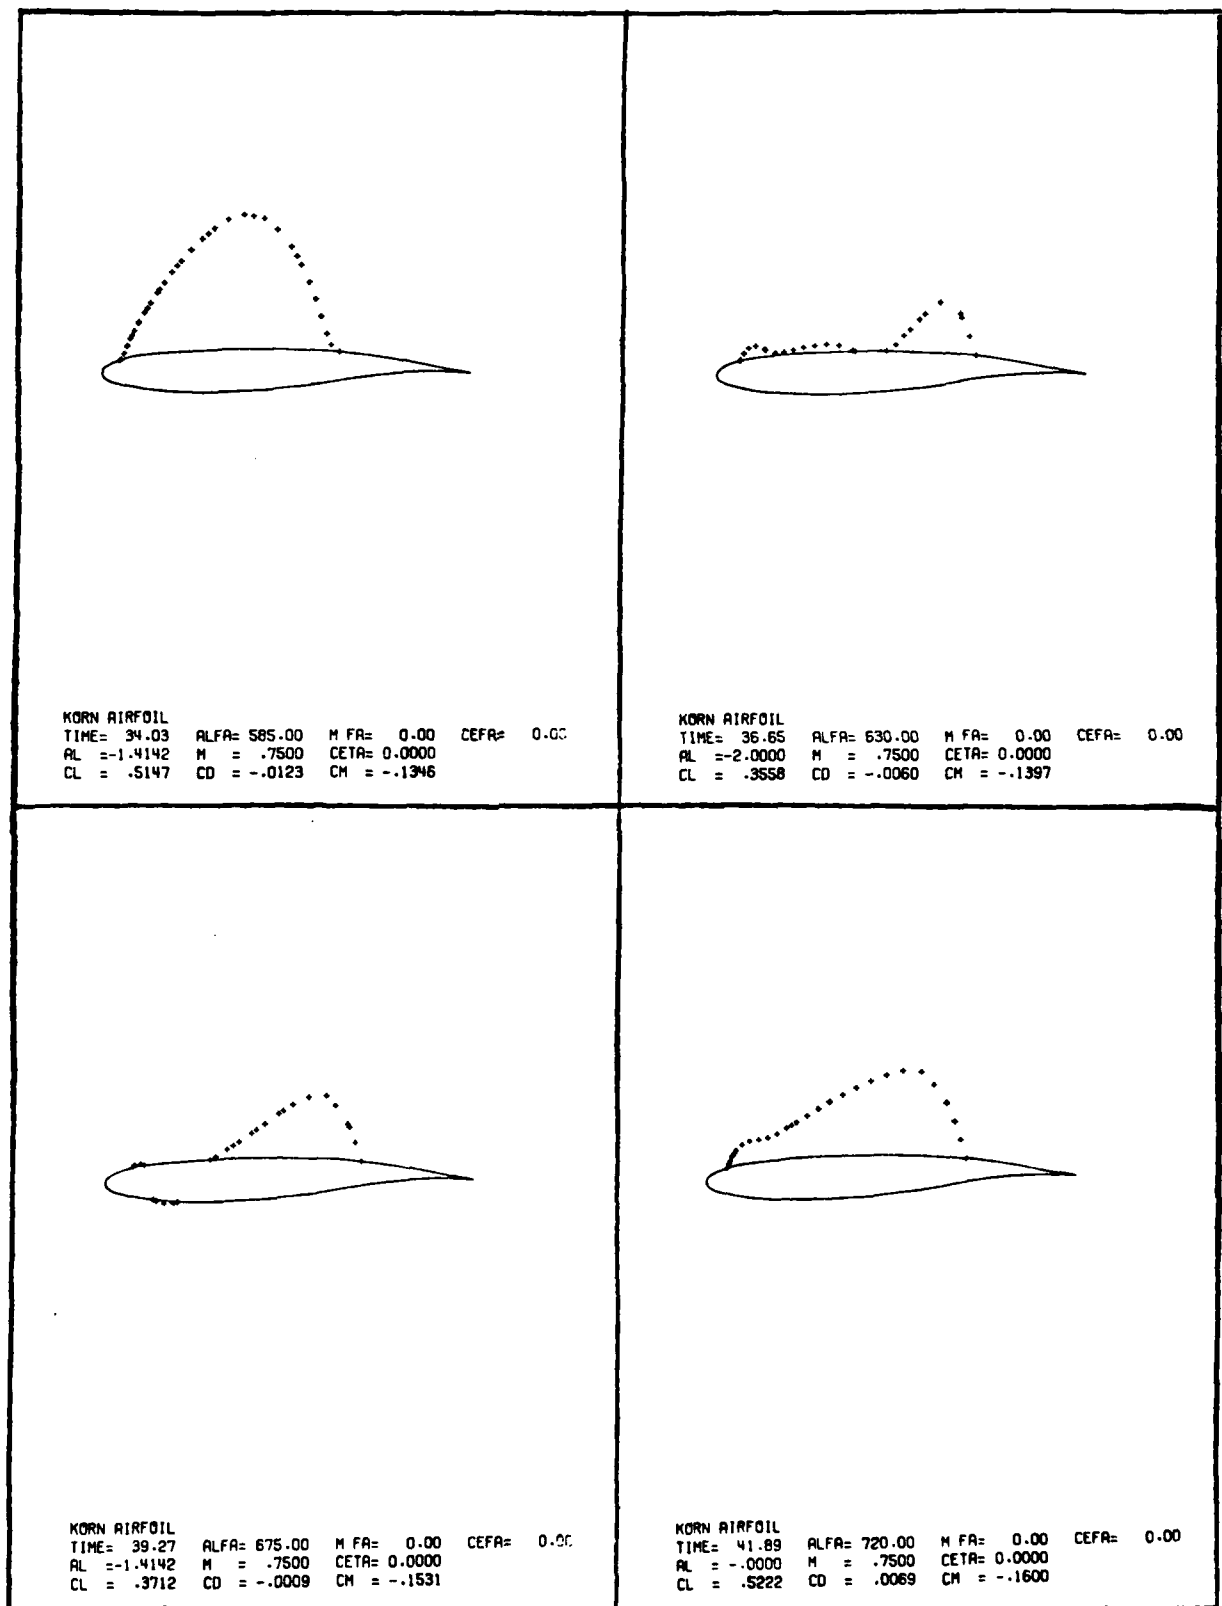 KORN AIRFOIL
TIME= 34.03 ALFA= 585.00 M FA= 0.00 CEFA= 0.00
AL =-1.4142 M = .7500 CETA= 0.0000
CL = .5147 CD = -.0123 CM = -.1346
KORN AIRFOIL
TIME= 36.65 ALFA= 630.00 M FA= 0.00 CEFA= 0.00
AL =-2.0000 M = .7500 CETA= 0.0000
CL = .3558 CD = -.0060 CM = -.1397
KORN AIRFOIL
TIME= 39.27 ALFA= 675.00 M FA= 0.00 CEFA= 0.00
AL =-1.4142 M = .7500 CETA= 0.0000
CL = .3712 CD = -.0009 CM = -.1531
KORN AIRFOIL
TIME= 41.89 ALFA= 720.00 M FA= 0.00 CEFA= 0.00
AL = -.0000 M = .7500 CETA= 0.0000
CL = .5222 CD = .0069 CM = -.1600